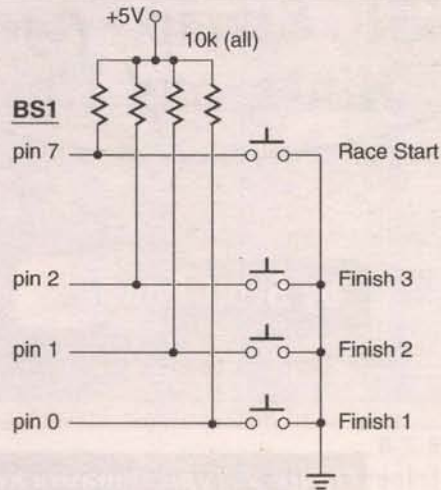 +5V
10k (all)
BS1
pin 7 Race Start
pin 2 Finish 3
pin 1 Finish 2
pin 0 Finish 1